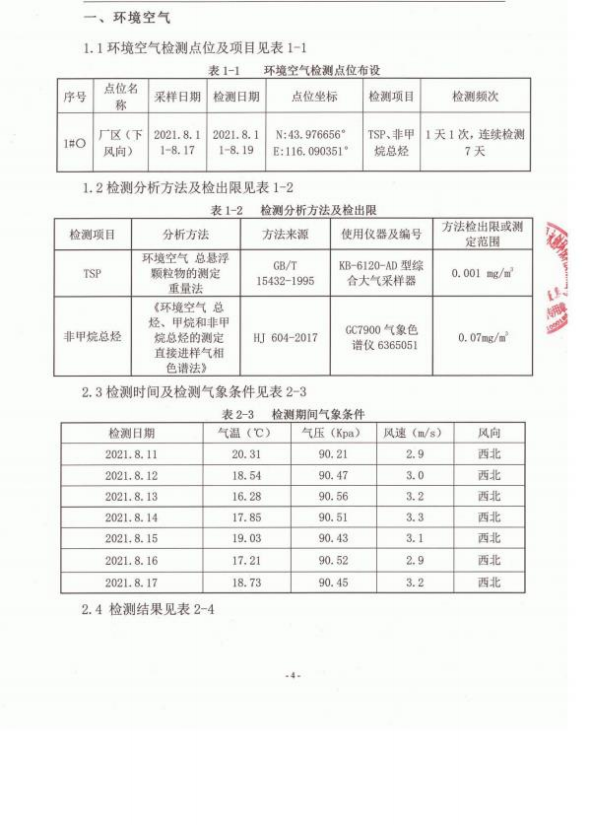 一、环境空气
1.1环境空气检测点位及项目见表1-1
表1-1 环境空气检测点位布设
序号 点位名称 采样日期 检测日期 点位坐标 检测项目 检测频次
1#○ 厂区（下风向） 2021.8.11-8.17 2021.8.11-8.19 N:43.976656° E:116.090351° TSP、非甲烷总烃 1天1次，连续检测7天
1.2检测分析方法及检出限见表1-2
表1-2 检测分析方法及检出限
检测项目 分析方法 方法来源 使用仪器及编号 方法检出限或测定范围
TSP 环境空气 总悬浮颗粒物的测定 重量法 GB/T 15432-1995 KB-6120-AD型综合大气采样器 0.001 mg/m³
非甲烷总烃 《环境空气 总烃、甲烷和非甲烷总烃的测定 直接进样气相色谱法》 HJ 604-2017 GC7900气象色谱仪6365051 0.07mg/m³
2.3检测时间及检测气象条件见表2-3
表2-3 检测期间气象条件
检测日期 气温（℃） 气压（Kpa） 风速（m/s） 风向
2021.8.11 20.31 90.21 2.9 西北
2021.8.12 18.54 90.47 3.0 西北
2021.8.13 16.28 90.56 3.2 西北
2021.8.14 17.85 90.51 3.3 西北
2021.8.15 19.03 90.43 3.1 西北
2021.8.16 17.21 90.52 2.9 西北
2021.8.17 18.73 90.45 3.2 西北
2.4 检测结果见表2-4
-4-